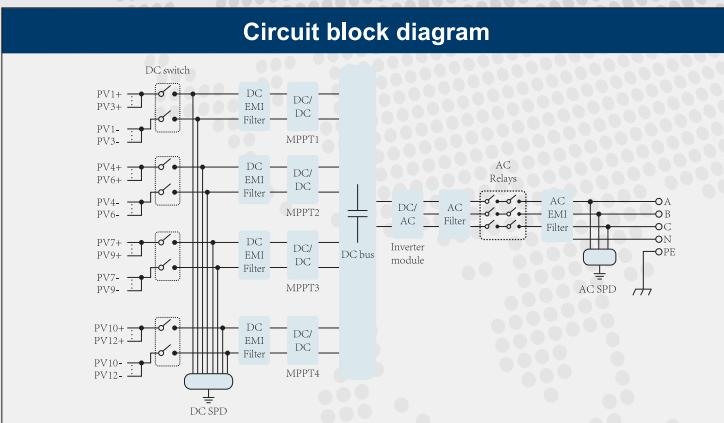 Circuit block diagram
DC switch
PV1+
PV3+
PV1-
PV3-
DC
EMI
Filter
DC/
DC
MPPT1
PV4+
PV6+
PV4-
PV6-
DC
EMI
Filter
DC/
DC
MPPT2
PV7+
PV9+
PV7-
PV9-
DC
EMI
Filter
DC/
DC
MPPT3
PV10+
PV12+
PV10-
PV12-
DC
EMI
Filter
DC/
DC
MPPT4
DC SPD
DC bus
DC/
AC
Inverter
module
AC
Filter
AC
Relays
AC
EMI
Filter
A
B
C
N
PE
AC SPD